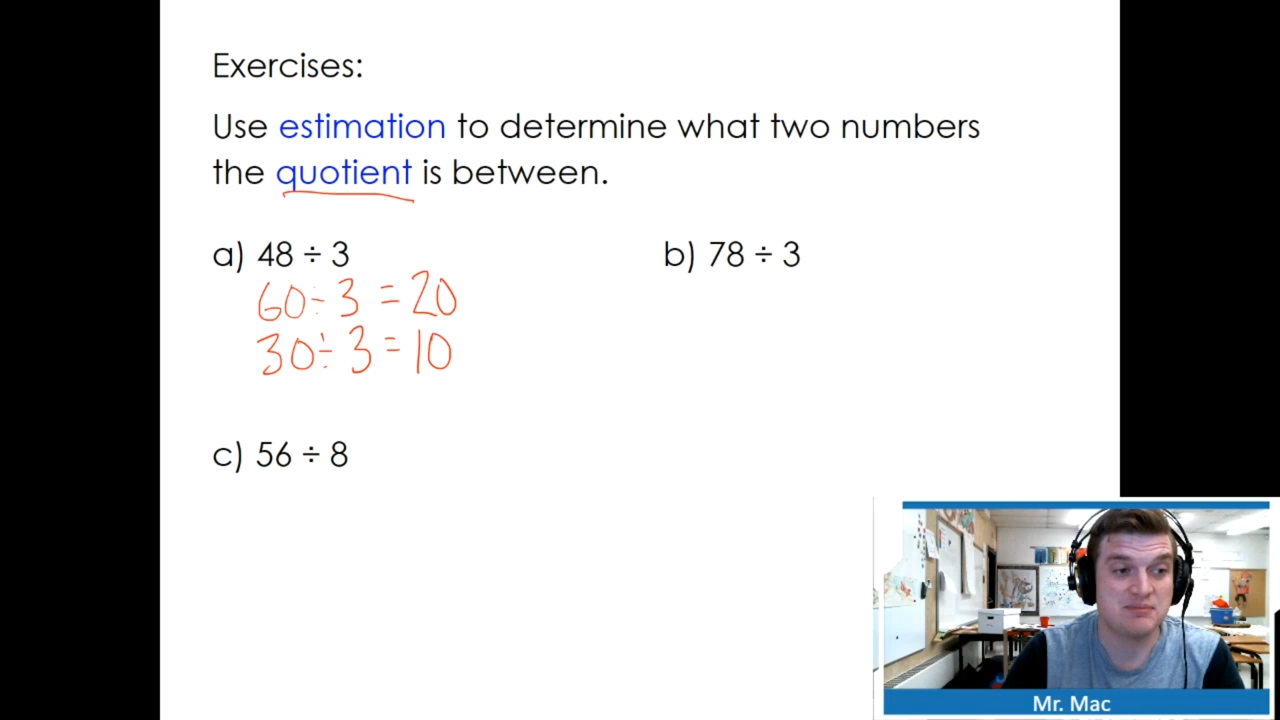 Exercises:
Use estimation to determine what two numbers
the quotient is between.
a) 48 ÷ 3
60 ÷ 3 = 20
30 ÷ 3 = 10
b) 78 ÷ 3
c) 56 ÷ 8
Mr. Mac